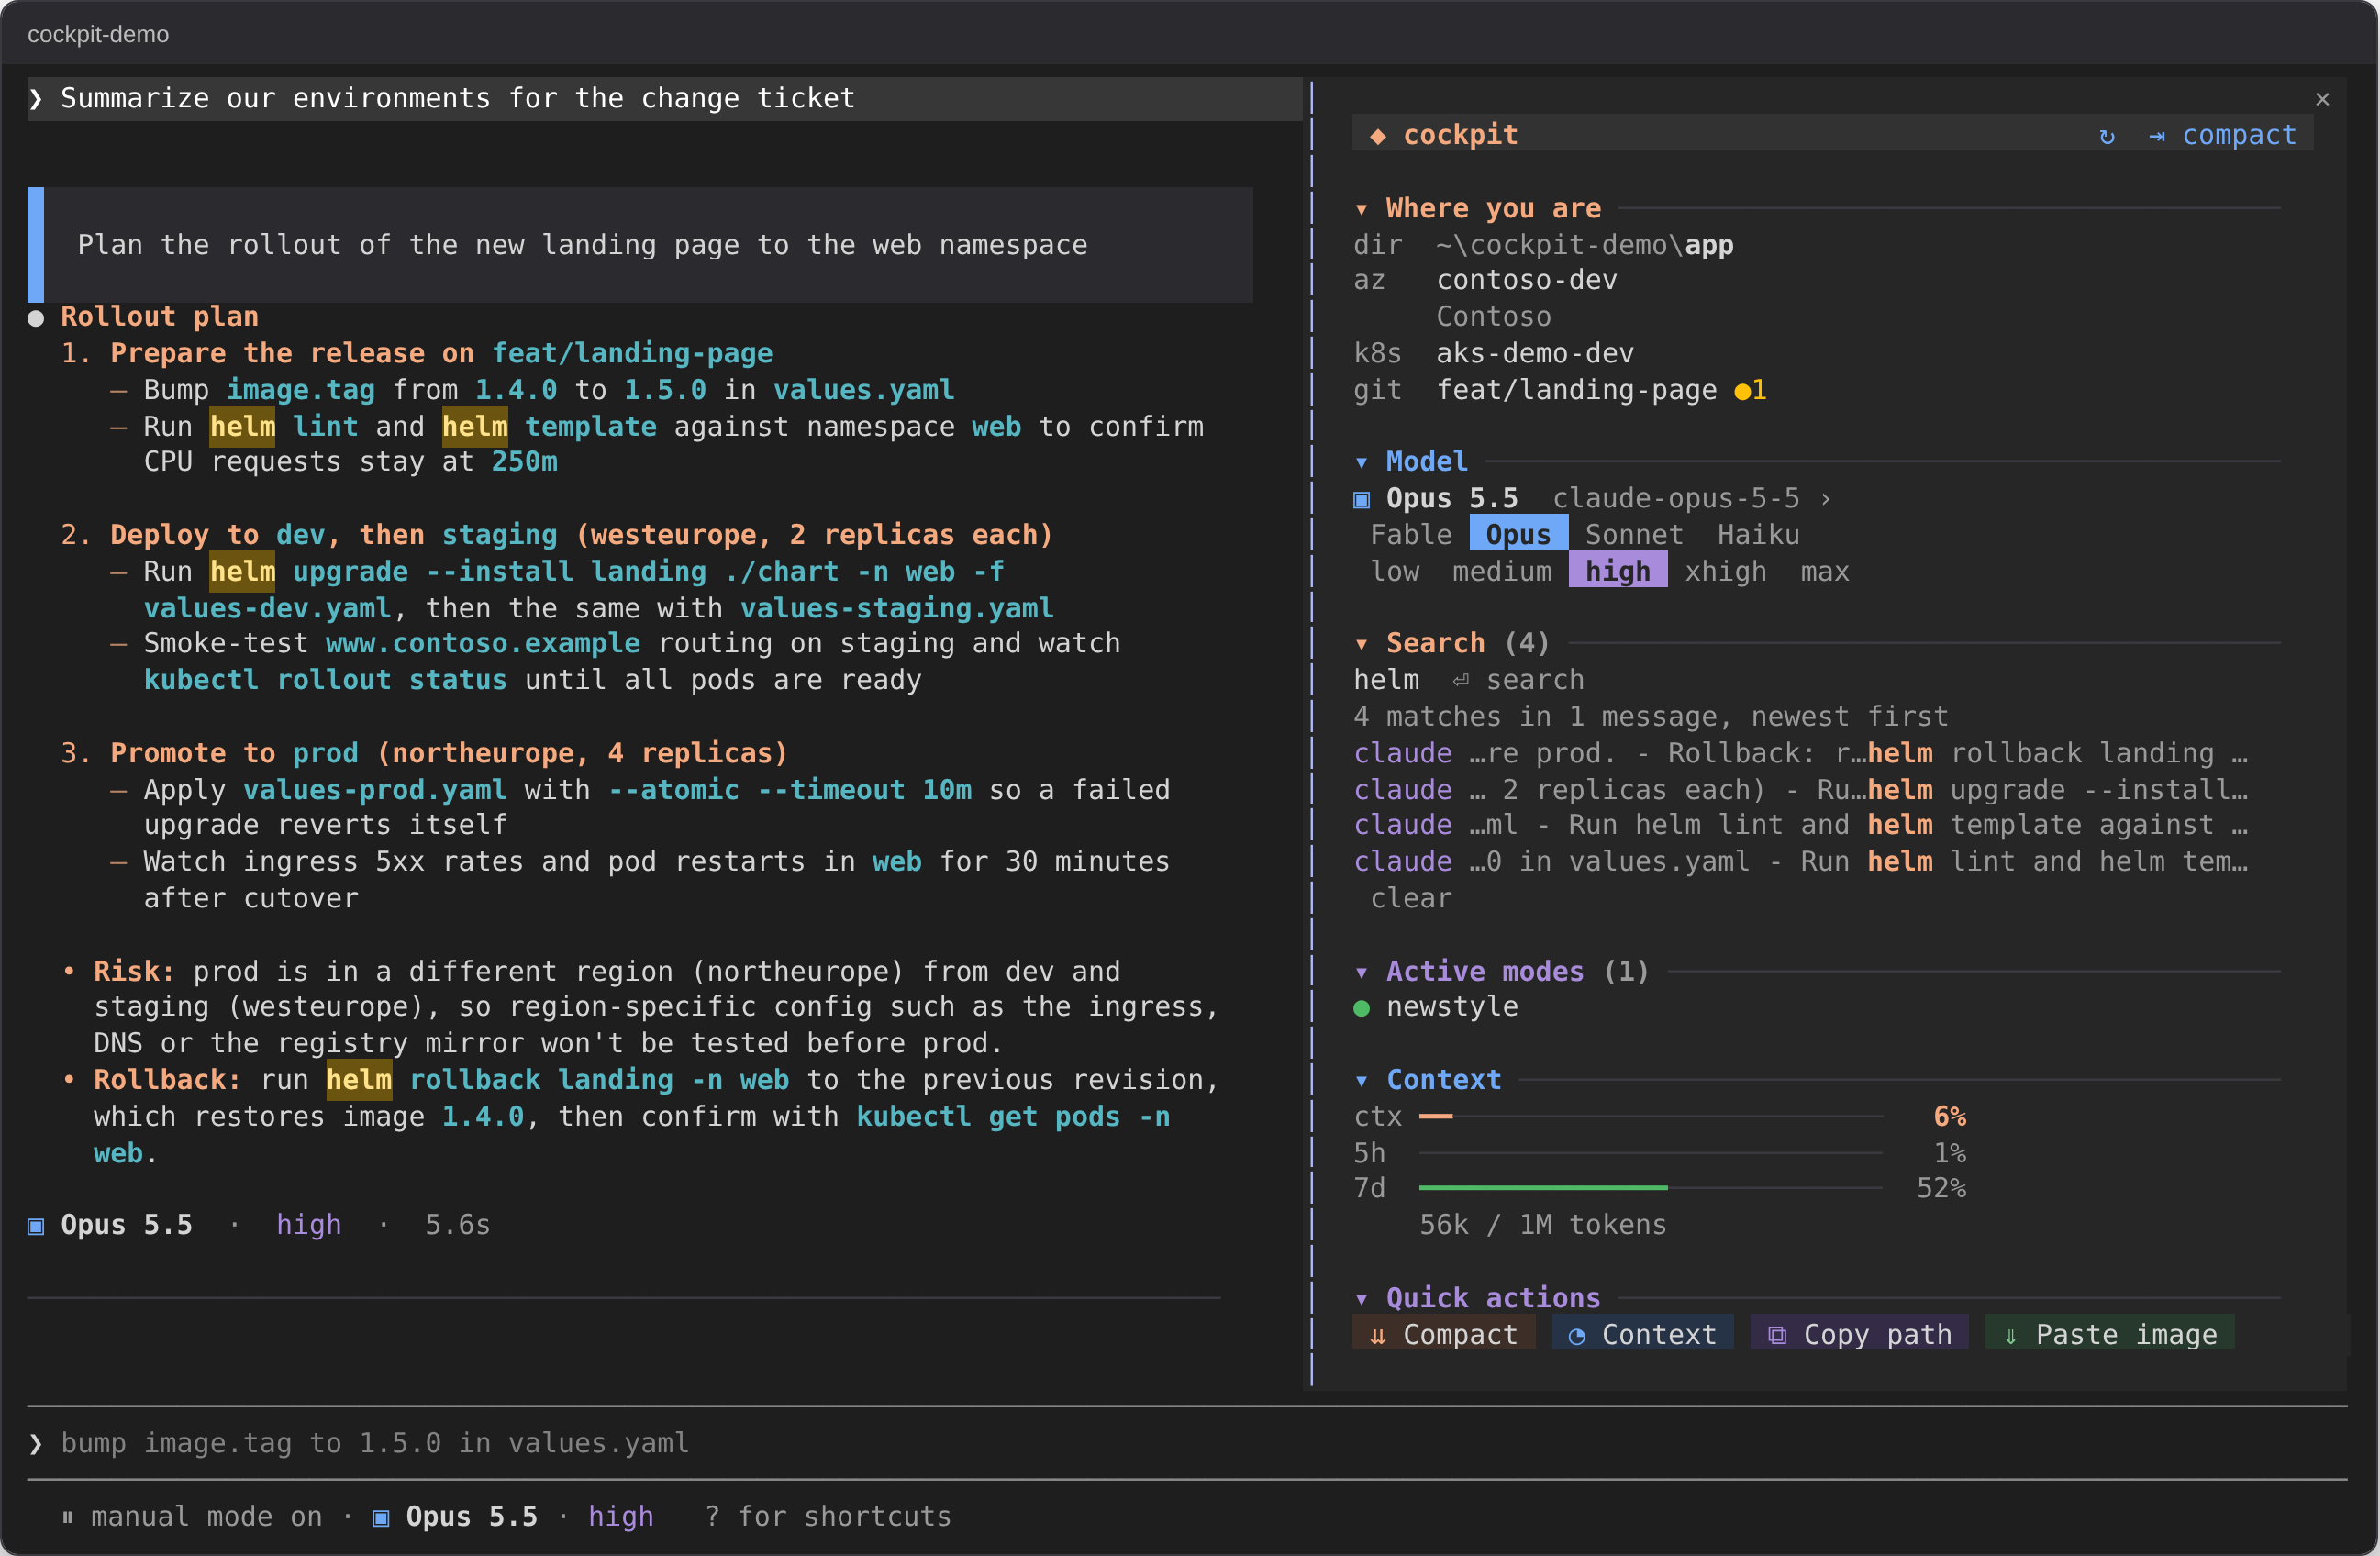 cockpit-demo
❯ Summarize our environments for the change ticket
Plan the rollout of the new landing page to the web namespace
● Rollout plan
1. Prepare the release on feat/landing-page
– Bump image.tag from 1.4.0 to 1.5.0 in values.yaml
– Run helm lint and helm template against namespace web to confirm
CPU requests stay at 250m
2. Deploy to dev, then staging (westeurope, 2 replicas each)
– Run helm upgrade --install landing ./chart -n web -f
values-dev.yaml, then the same with values-staging.yaml
– Smoke-test www.contoso.example routing on staging and watch
kubectl rollout status until all pods are ready
3. Promote to prod (northeurope, 4 replicas)
– Apply values-prod.yaml with --atomic --timeout 10m so a failed
upgrade reverts itself
– Watch ingress 5xx rates and pod restarts in web for 30 minutes
after cutover
• Risk: prod is in a different region (northeurope) from dev and
staging (westeurope), so region-specific config such as the ingress,
DNS or the registry mirror won't be tested before prod.
• Rollback: run helm rollback landing -n web to the previous revision,
which restores image 1.4.0, then confirm with kubectl get pods -n
web.
▣ Opus 5.5 · high · 5.6s
×
◆ cockpit ↻ ⇥ compact
▾ Where you are
dir ~\cockpit-demo\app
az contoso-dev
Contoso
k8s aks-demo-dev
git feat/landing-page ●1
▾ Model
▣ Opus 5.5 claude-opus-5-5 ›
Fable Opus Sonnet Haiku
low medium high xhigh max
▾ Search (4)
helm ⏎ search
4 matches in 1 message, newest first
claude …re prod. - Rollback: r…helm rollback landing …
claude … 2 replicas each) - Ru…helm upgrade --install…
claude …ml - Run helm lint and helm template against …
claude …0 in values.yaml - Run helm lint and helm tem…
clear
▾ Active modes (1)
● newstyle
▾ Context
ctx 6%
5h 1%
7d 52%
56k / 1M tokens
▾ Quick actions
⇊ Compact ◔ Context ⧉ Copy path ⇓ Paste image
❯ bump image.tag to 1.5.0 in values.yaml
⏸ manual mode on · ▣ Opus 5.5 · high ? for shortcuts